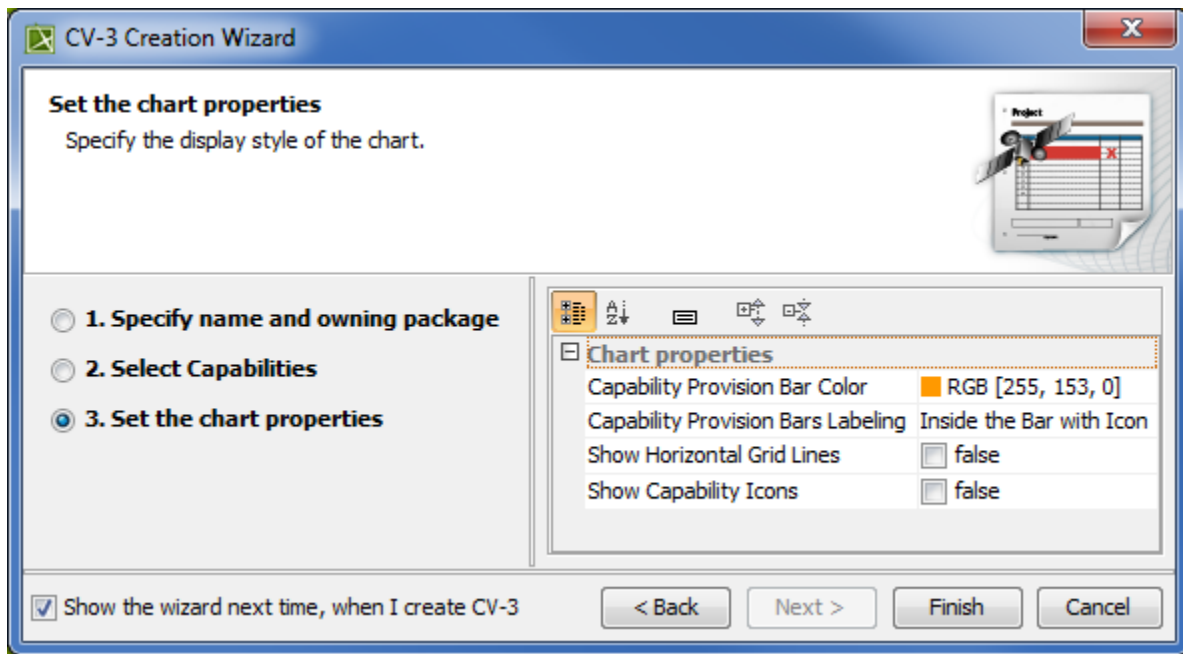 CV-3 Creation Wizard
Set the chart properties
Specify the display style of the chart.
Project
1. Specify name and owning package
2. Select Capabilities
3. Set the chart properties
Chart properties
Capability Provision Bar Color RGB [255, 153, 0]
Capability Provision Bars Labeling Inside the Bar with Icon
Show Horizontal Grid Lines false
Show Capability Icons false
Show the wizard next time, when I create CV-3
< Back Next > Finish Cancel